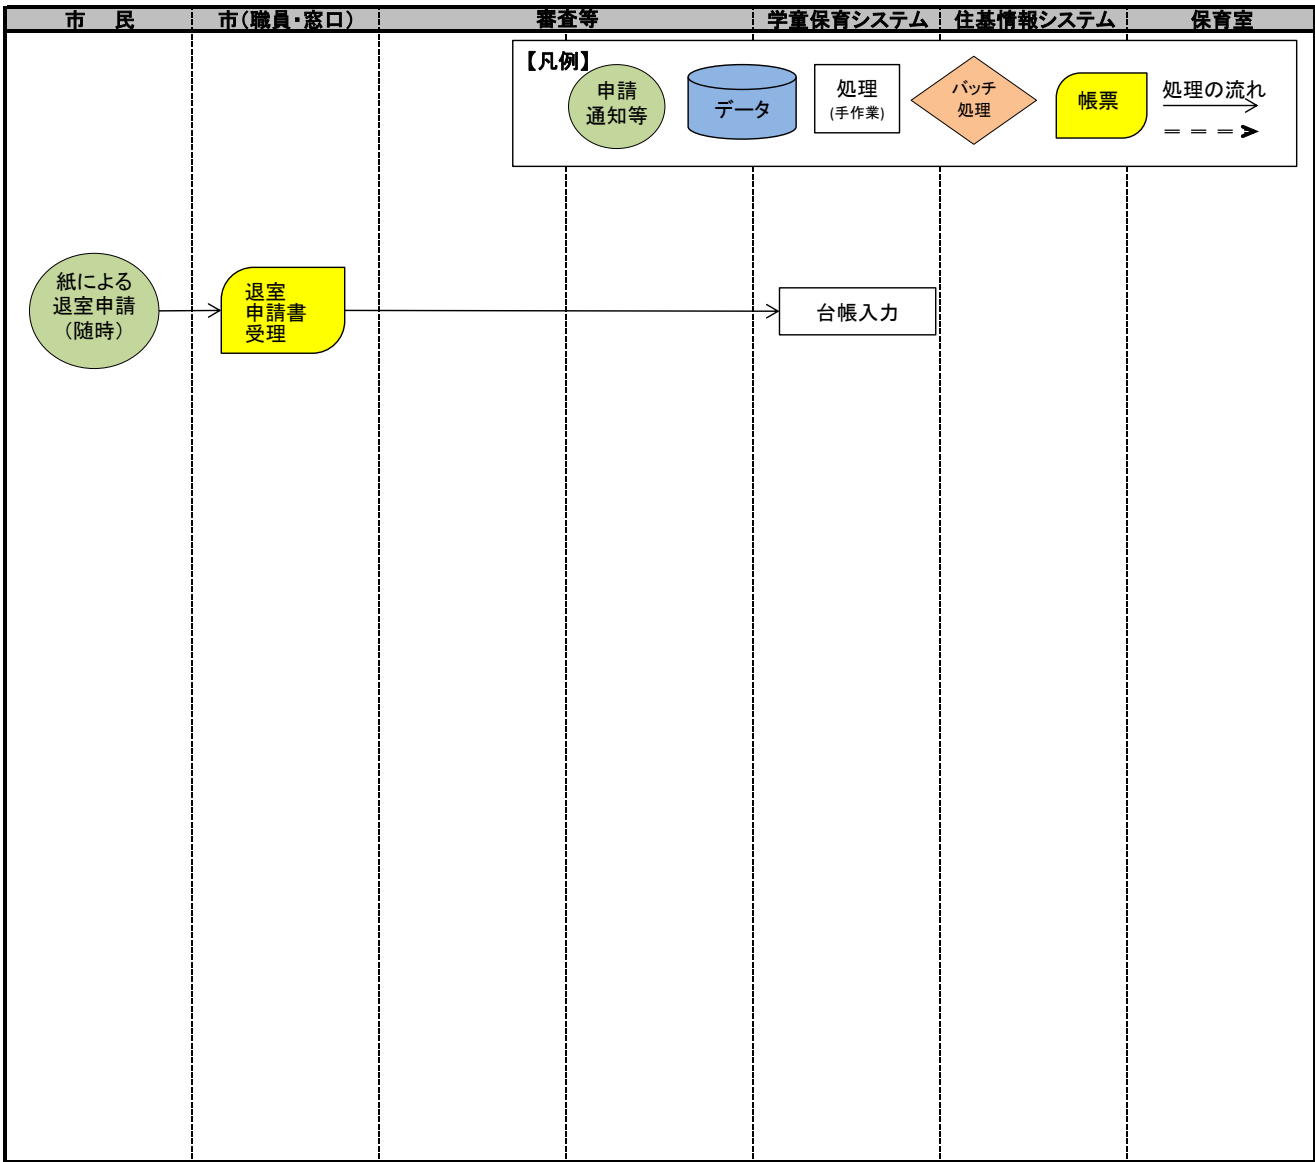 市　民
市(職員・窓口)
審査等
学童保育システム
住基情報システム
保育室
【凡例】
申請
通知等
データ
処理
(手作業)
バッチ
処理
帳票
処理の流れ
紙による
退室申請
(随時)
退室
申請書
受理
台帳入力